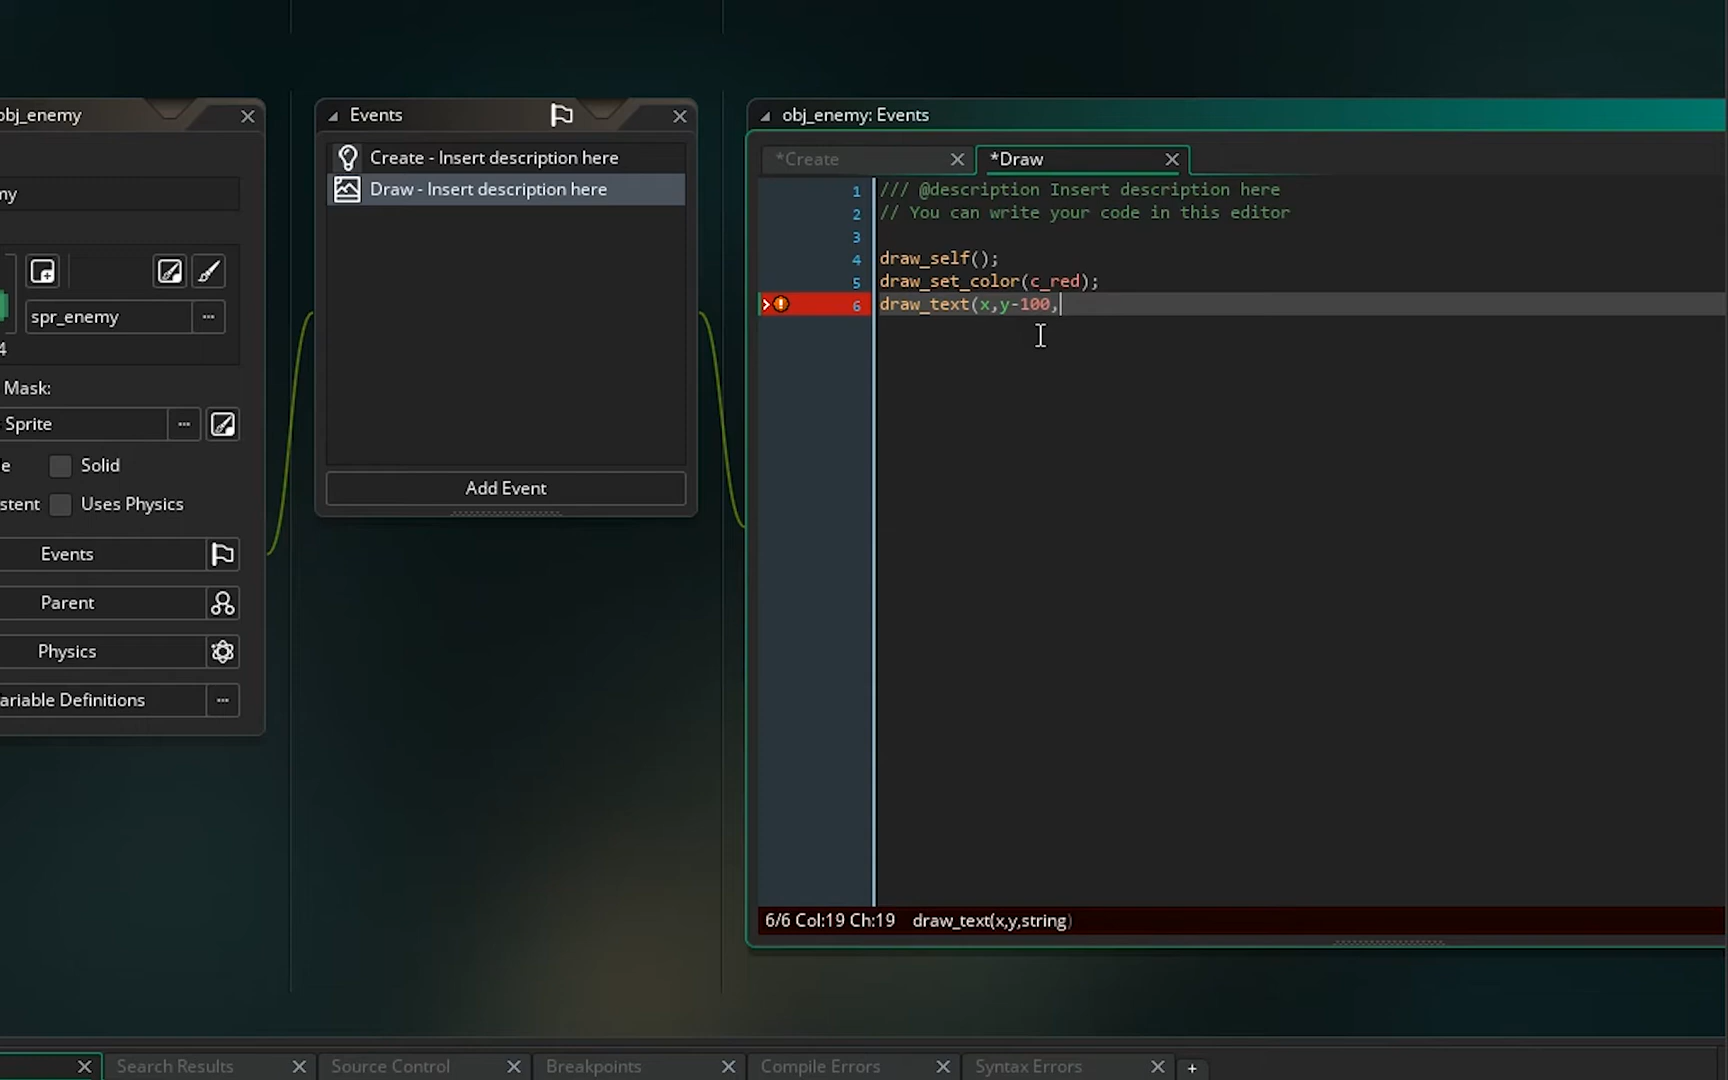 obj_enemy
my
spr_enemy
4
Mask:
Sprite
e
Solid
stent
Uses Physics
Events
Parent
Physics
ariable Definitions
Events
Create - Insert description here
Draw - Insert description here
Add Event
obj_enemy: Events
*Create
*Draw
1 /// @description Insert description here
2 // You can write your code in this editor
3
4 draw_self();
5 draw_set_color(c_red);
6 draw_text(x,y-100,
6/6 Col:19 Ch:19 draw_text(x,y,string)
Search Results
Source Control
Breakpoints
Compile Errors
Syntax Errors